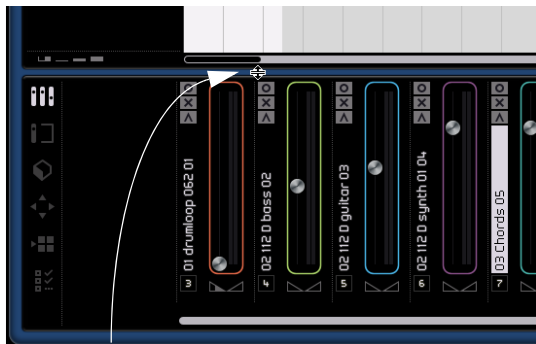 01 drumloop 062 01
02 112 D bass 02
02 112 D guitar 03
02 112 D synth 01 04
03 Chords 05
3
4
5
6
7